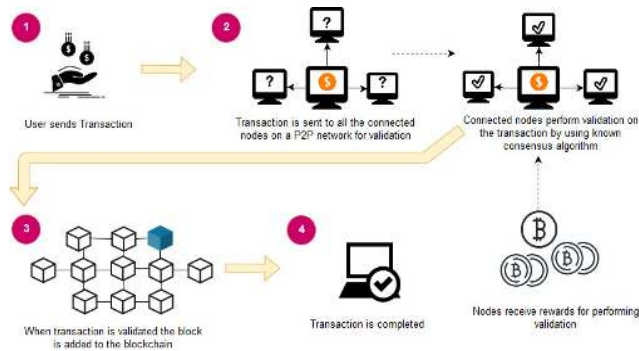 1
User sends Transaction
2
?
?
?
Transaction is sent to all the connected
nodes on a P2P network for validation
Connected nodes perform validation on
the transaction by using known
consensus algorithm
3
When transaction is validated the block
is added to the blockchain
4
Transaction is completed
Nodes receive rewards for performing
validation